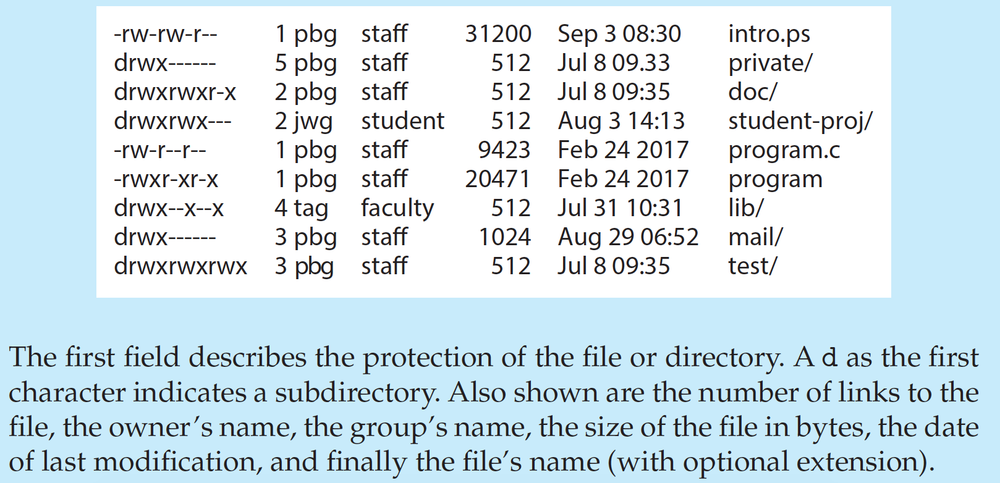 -rw-rw-r-- 1 pbg staff 31200 Sep 3 08:30 intro.ps
drwx------ 5 pbg staff 512 Jul 8 09.33 private/
drwxrwxr-x 2 pbg staff 512 Jul 8 09:35 doc/
drwxrwx--- 2 jwg student 512 Aug 3 14:13 student-proj/
-rw-r--r-- 1 pbg staff 9423 Feb 24 2017 program.c
-rwxr-xr-x 1 pbg staff 20471 Feb 24 2017 program
drwx--x--x 4 tag faculty 512 Jul 31 10:31 lib/
drwx------ 3 pbg staff 1024 Aug 29 06:52 mail/
drwxrwxrwx 3 pbg staff 512 Jul 8 09:35 test/
The first field describes the protection of the file or directory. A d as the first
character indicates a subdirectory. Also shown are the number of links to the
file, the owner’s name, the group’s name, the size of the file in bytes, the date
of last modification, and finally the file’s name (with optional extension).